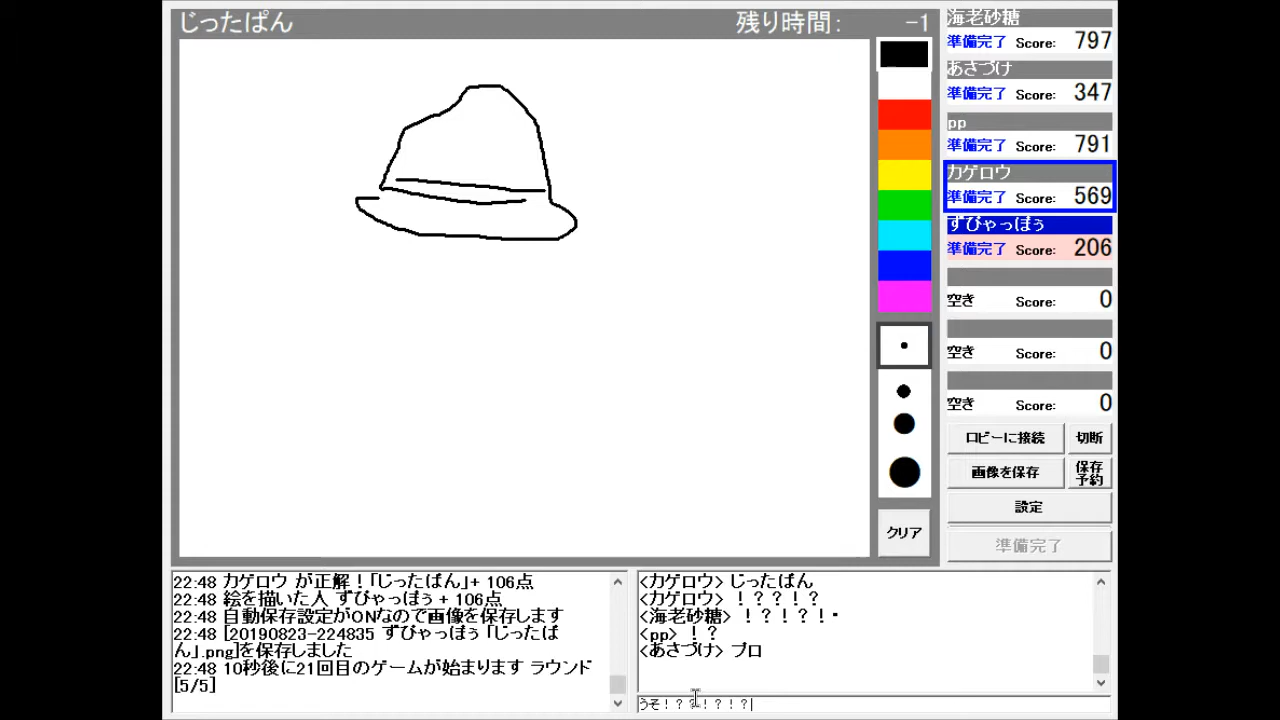 じったぱん 残り時間: -1
海老砂糖
準備完了 Score: 797
あさづけ
準備完了 Score: 347
pp
準備完了 Score: 791
カゲロウ
準備完了 Score: 569
ずびゃっぼぅ
準備完了 Score: 206
空き Score: 0
空き Score: 0
空き Score: 0
ロビーに接続 切断
画像を保存 保存予約
設定
準備完了
クリア
22:48 カゲロウ が正解！「じったぱん」+ 106点
22:48 絵を描いた人 ずびゃっぼぅ + 106点
22:48 自動保存設定がONなので画像を保存します
22:48 [20190823-224835 ずびゃっぼぅ「じったぱ
ん」.png]を保存しました
22:48 10秒後に21回目のゲームが始まります ラウンド
[5/5]
<カゲロウ> じったぱん
<カゲロウ> ！？？！？
<海老砂糖> ！？！？！・
<pp> ！？
<あさづけ> プロ
うそ！？？！？！？